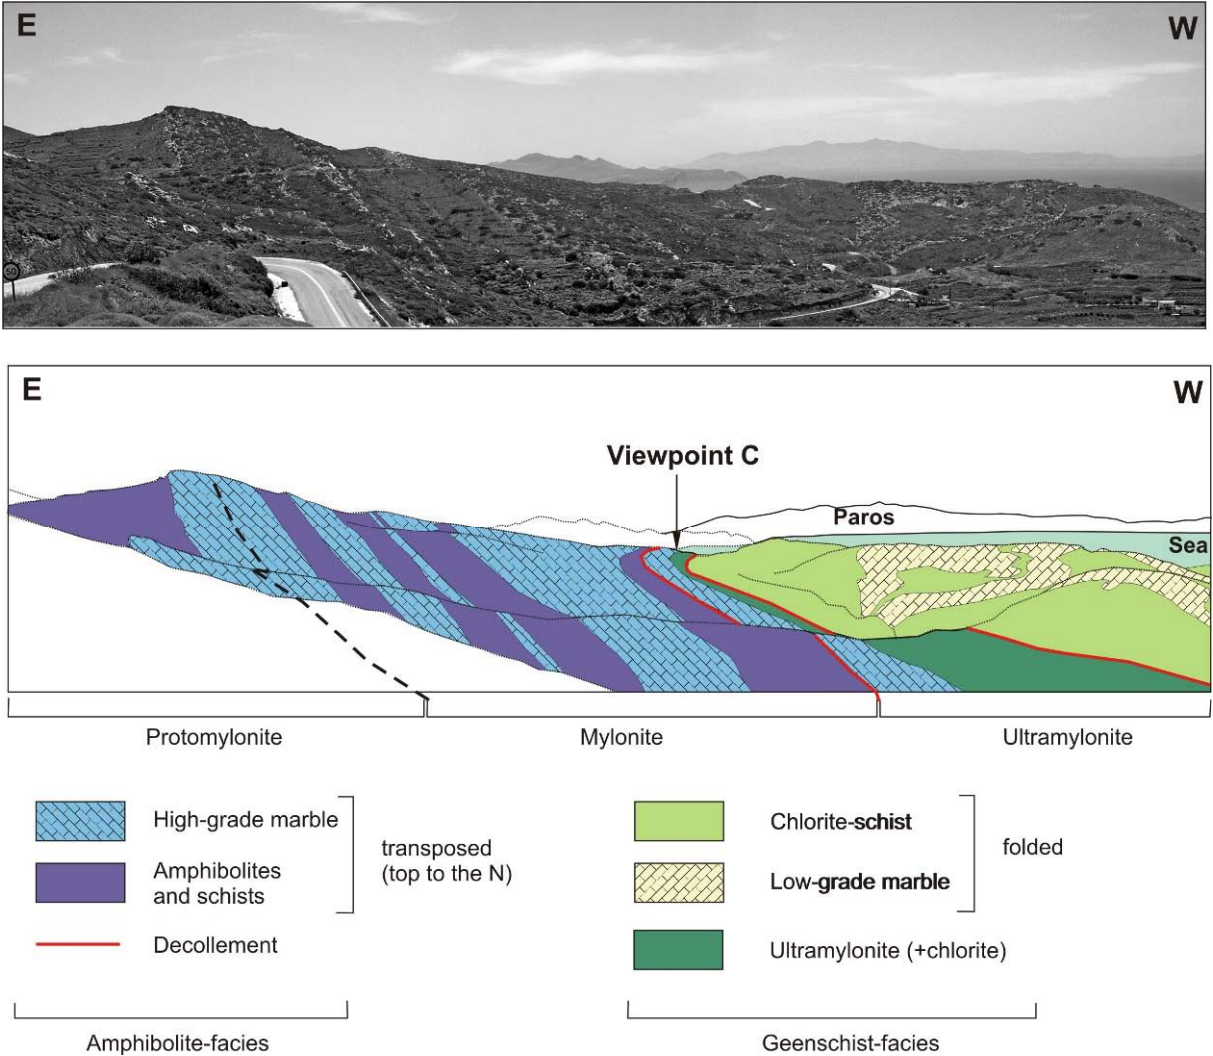 E
W
E
W
Viewpoint C
Paros
Sea
Protomylonite
Mylonite
Ultramylonite
High-grade marble
Amphibolites
and schists
transposed
(top to the N)
Decollement
Chlorite-schist
Low-grade marble
folded
Ultramylonite (+chlorite)
Amphibolite-facies
Geenschist-facies